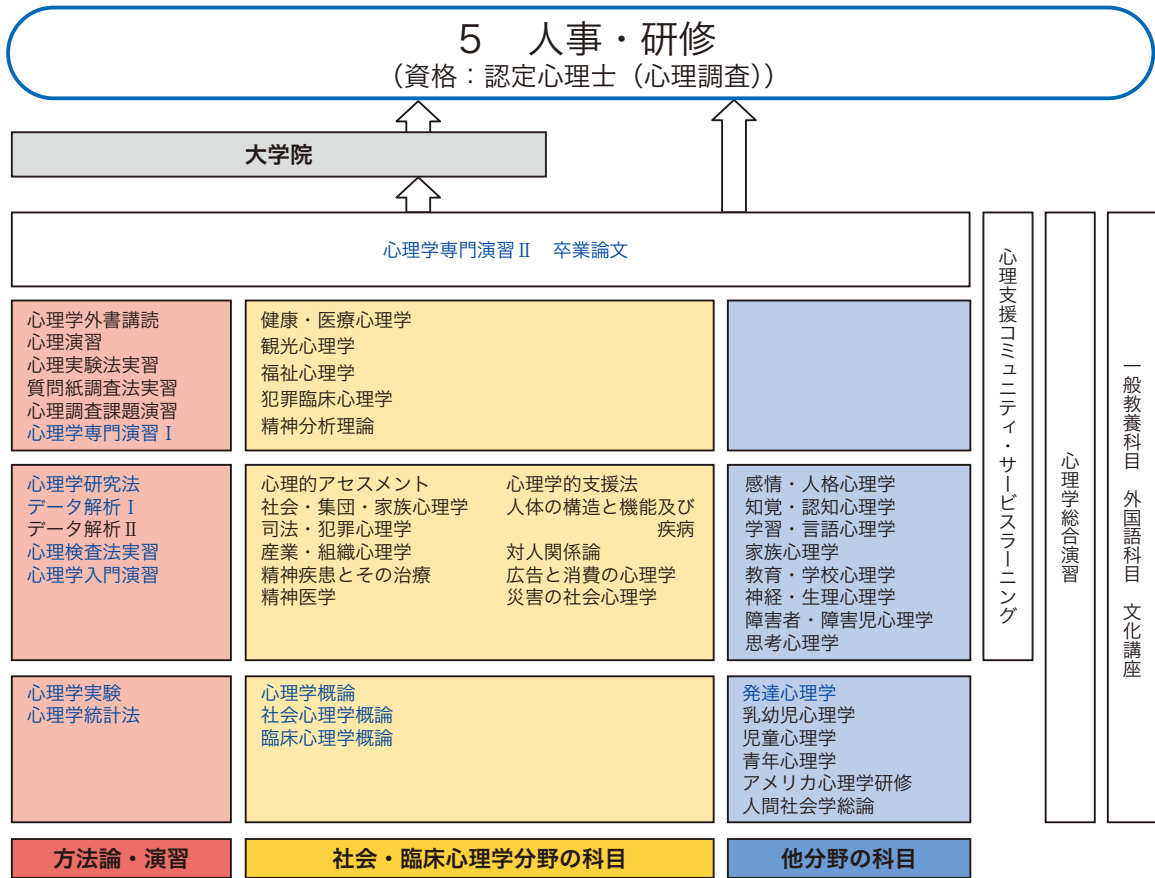 5 人事・研修
(資格：認定心理士（心理調査）)
大学院
心理学専門演習Ⅱ 卒業論文
心理学外書講読
心理演習
心理実験法実習
質問紙調査法実習
心理調査課題演習
心理学専門演習Ⅰ
健康・医療心理学
観光心理学
福祉心理学
犯罪臨床心理学
精神分析理論
心理学研究法
データ解析Ⅰ
データ解析Ⅱ
心理検査法実習
心理学入門演習
心理的アセスメント
社会・集団・家族心理学
司法・犯罪心理学
産業・組織心理学
精神疾患とその治療
精神医学
心理学的支援法
人体の構造と機能及び
疾病
対人関係論
広告と消費の心理学
災害の社会心理学
感情・人格心理学
知覚・認知心理学
学習・言語心理学
家族心理学
教育・学校心理学
神経・生理心理学
障害者・障害児心理学
思考心理学
心理学実験
心理学統計法
心理学概論
社会心理学概論
臨床心理学概論
発達心理学
乳幼児心理学
児童心理学
青年心理学
アメリカ心理学研修
人間社会学総論
方法論・演習
社会・臨床心理学分野の科目
他分野の科目
心理支援コミュニティ・サービスラーニング
心理学総合演習
一般教養科目 外国語科目 文化講座